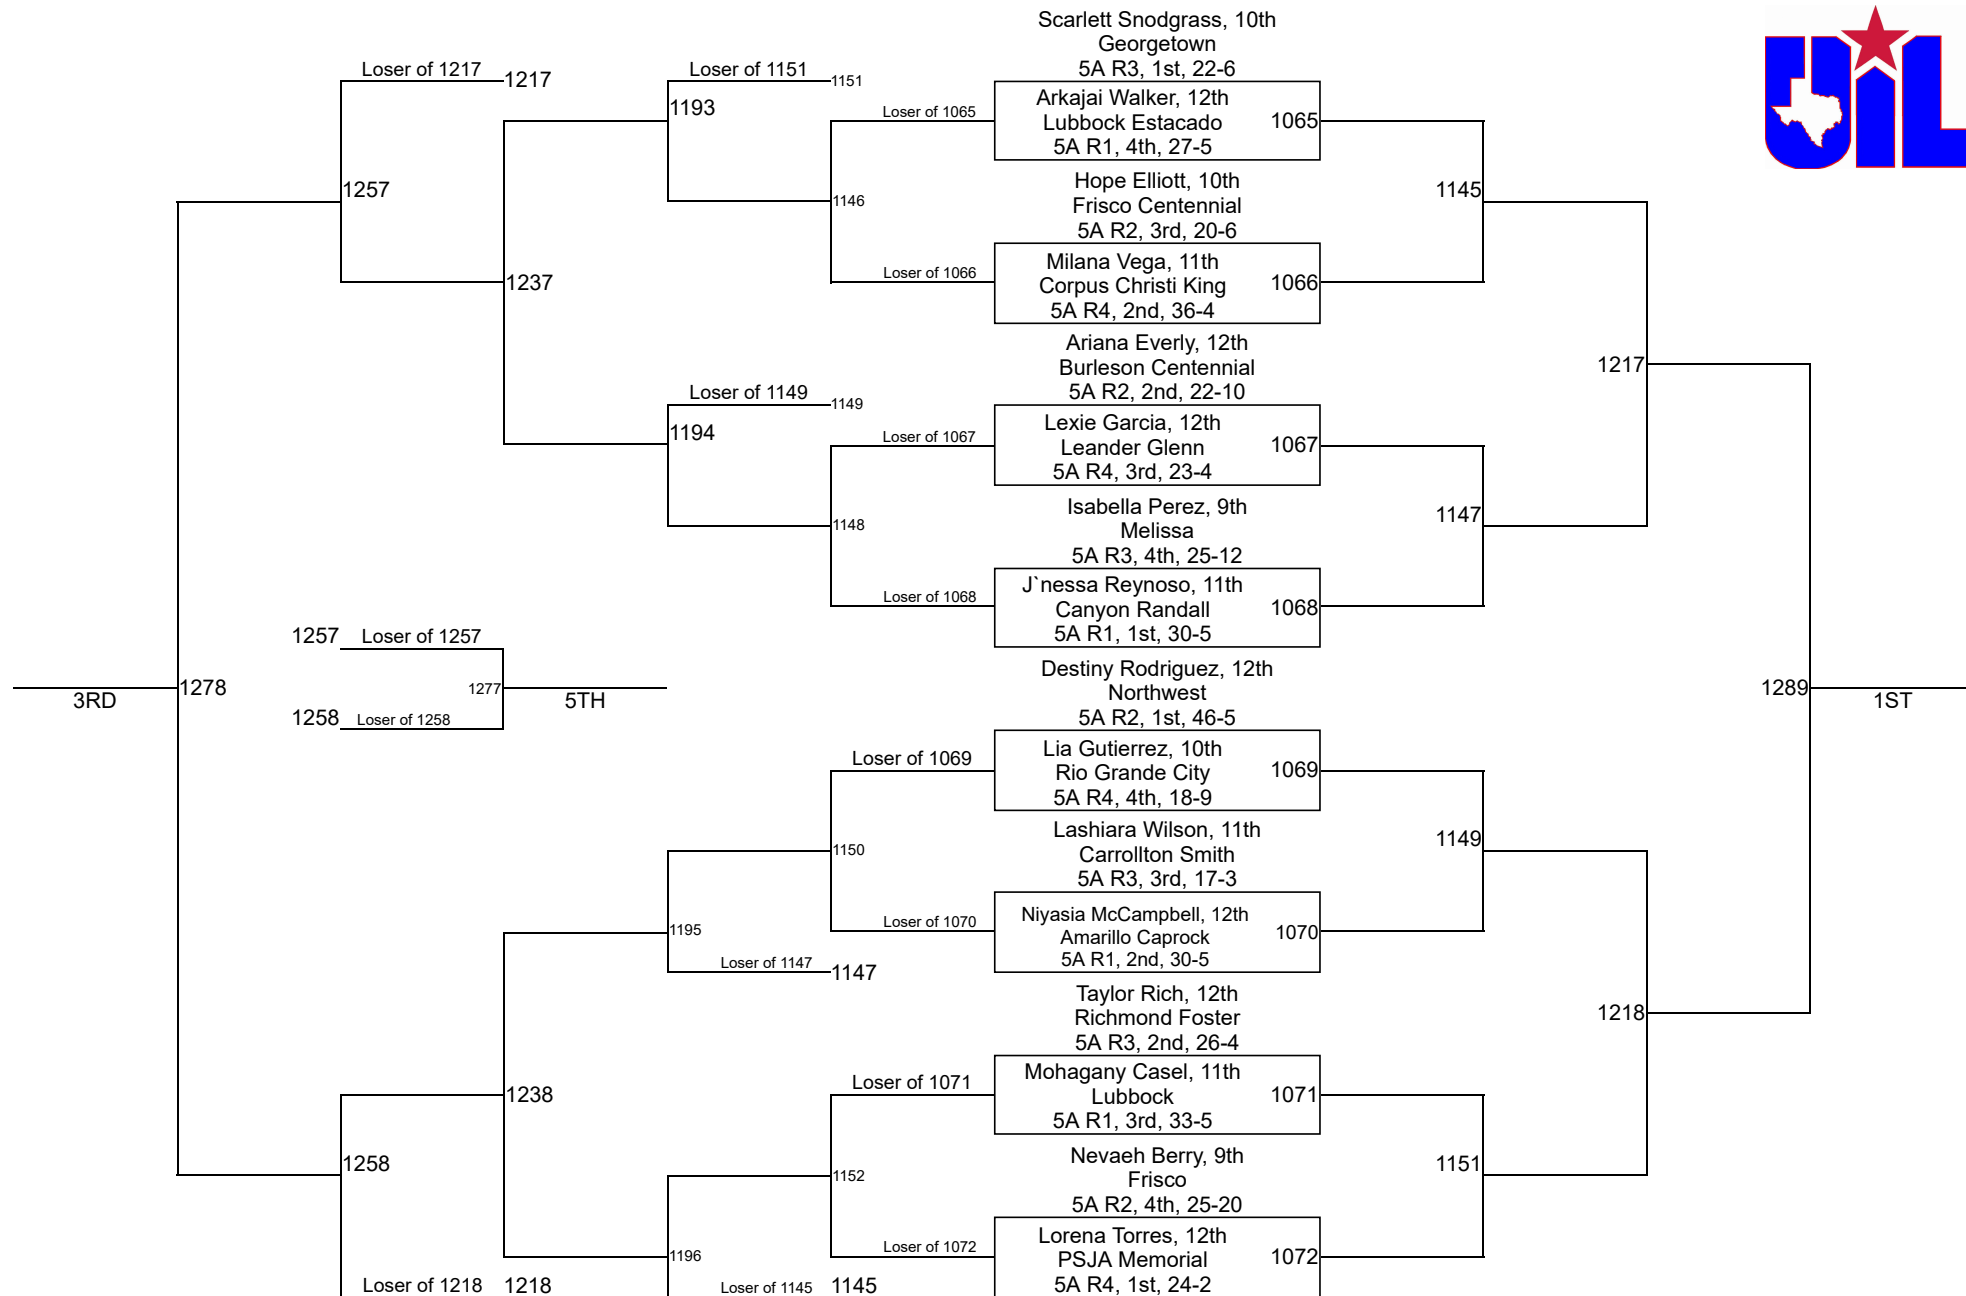 Scarlett Snodgrass, 10th
Georgetown
5A R3, 1st, 22-6
UIL
Loser of 1217 1217
Loser of 1151 1151
1193
Loser of 1065
Arkajai Walker, 12th
Lubbock Estacado
5A R1, 4th, 27-5
1065
Hope Elliott, 10th
Frisco Centennial
5A R2, 3rd, 20-6
1257
1146
1145
Loser of 1066
Milana Vega, 11th
Corpus Christi King
5A R4, 2nd, 36-4
1066
1237
Ariana Everly, 12th
Burleson Centennial
5A R2, 2nd, 22-10
1217
Loser of 1149 1149
1194
Loser of 1067
Lexie Garcia, 12th
Leander Glenn
5A R4, 3rd, 23-4
1067
Isabella Perez, 9th
Melissa
5A R3, 4th, 25-12
1148
1147
Loser of 1068
J`nessa Reynoso, 11th
Canyon Randall
5A R1, 1st, 30-5
1068
1257 Loser of 1257
Destiny Rodriguez, 12th
Northwest
5A R2, 1st, 46-5
3RD
1278
1277
5TH
1289
1ST
1258 Loser of 1258
Loser of 1069
Lia Gutierrez, 10th
Rio Grande City
5A R4, 4th, 18-9
1069
Lashiara Wilson, 11th
Carrollton Smith
5A R3, 3rd, 17-3
1150
1149
Loser of 1070
Niyasia McCampbell, 12th
Amarillo Caprock
5A R1, 2nd, 30-5
1070
1195
Loser of 1147 1147
Taylor Rich, 12th
Richmond Foster
5A R3, 2nd, 26-4
1218
Loser of 1071
Mohagany Casel, 11th
Lubbock
5A R1, 3rd, 33-5
1071
1238
Nevaeh Berry, 9th
Frisco
5A R2, 4th, 25-20
1258
1152
1151
Loser of 1072
Lorena Torres, 12th
PSJA Memorial
5A R4, 1st, 24-2
1072
1196
Loser of 1218 1218
Loser of 1145 1145